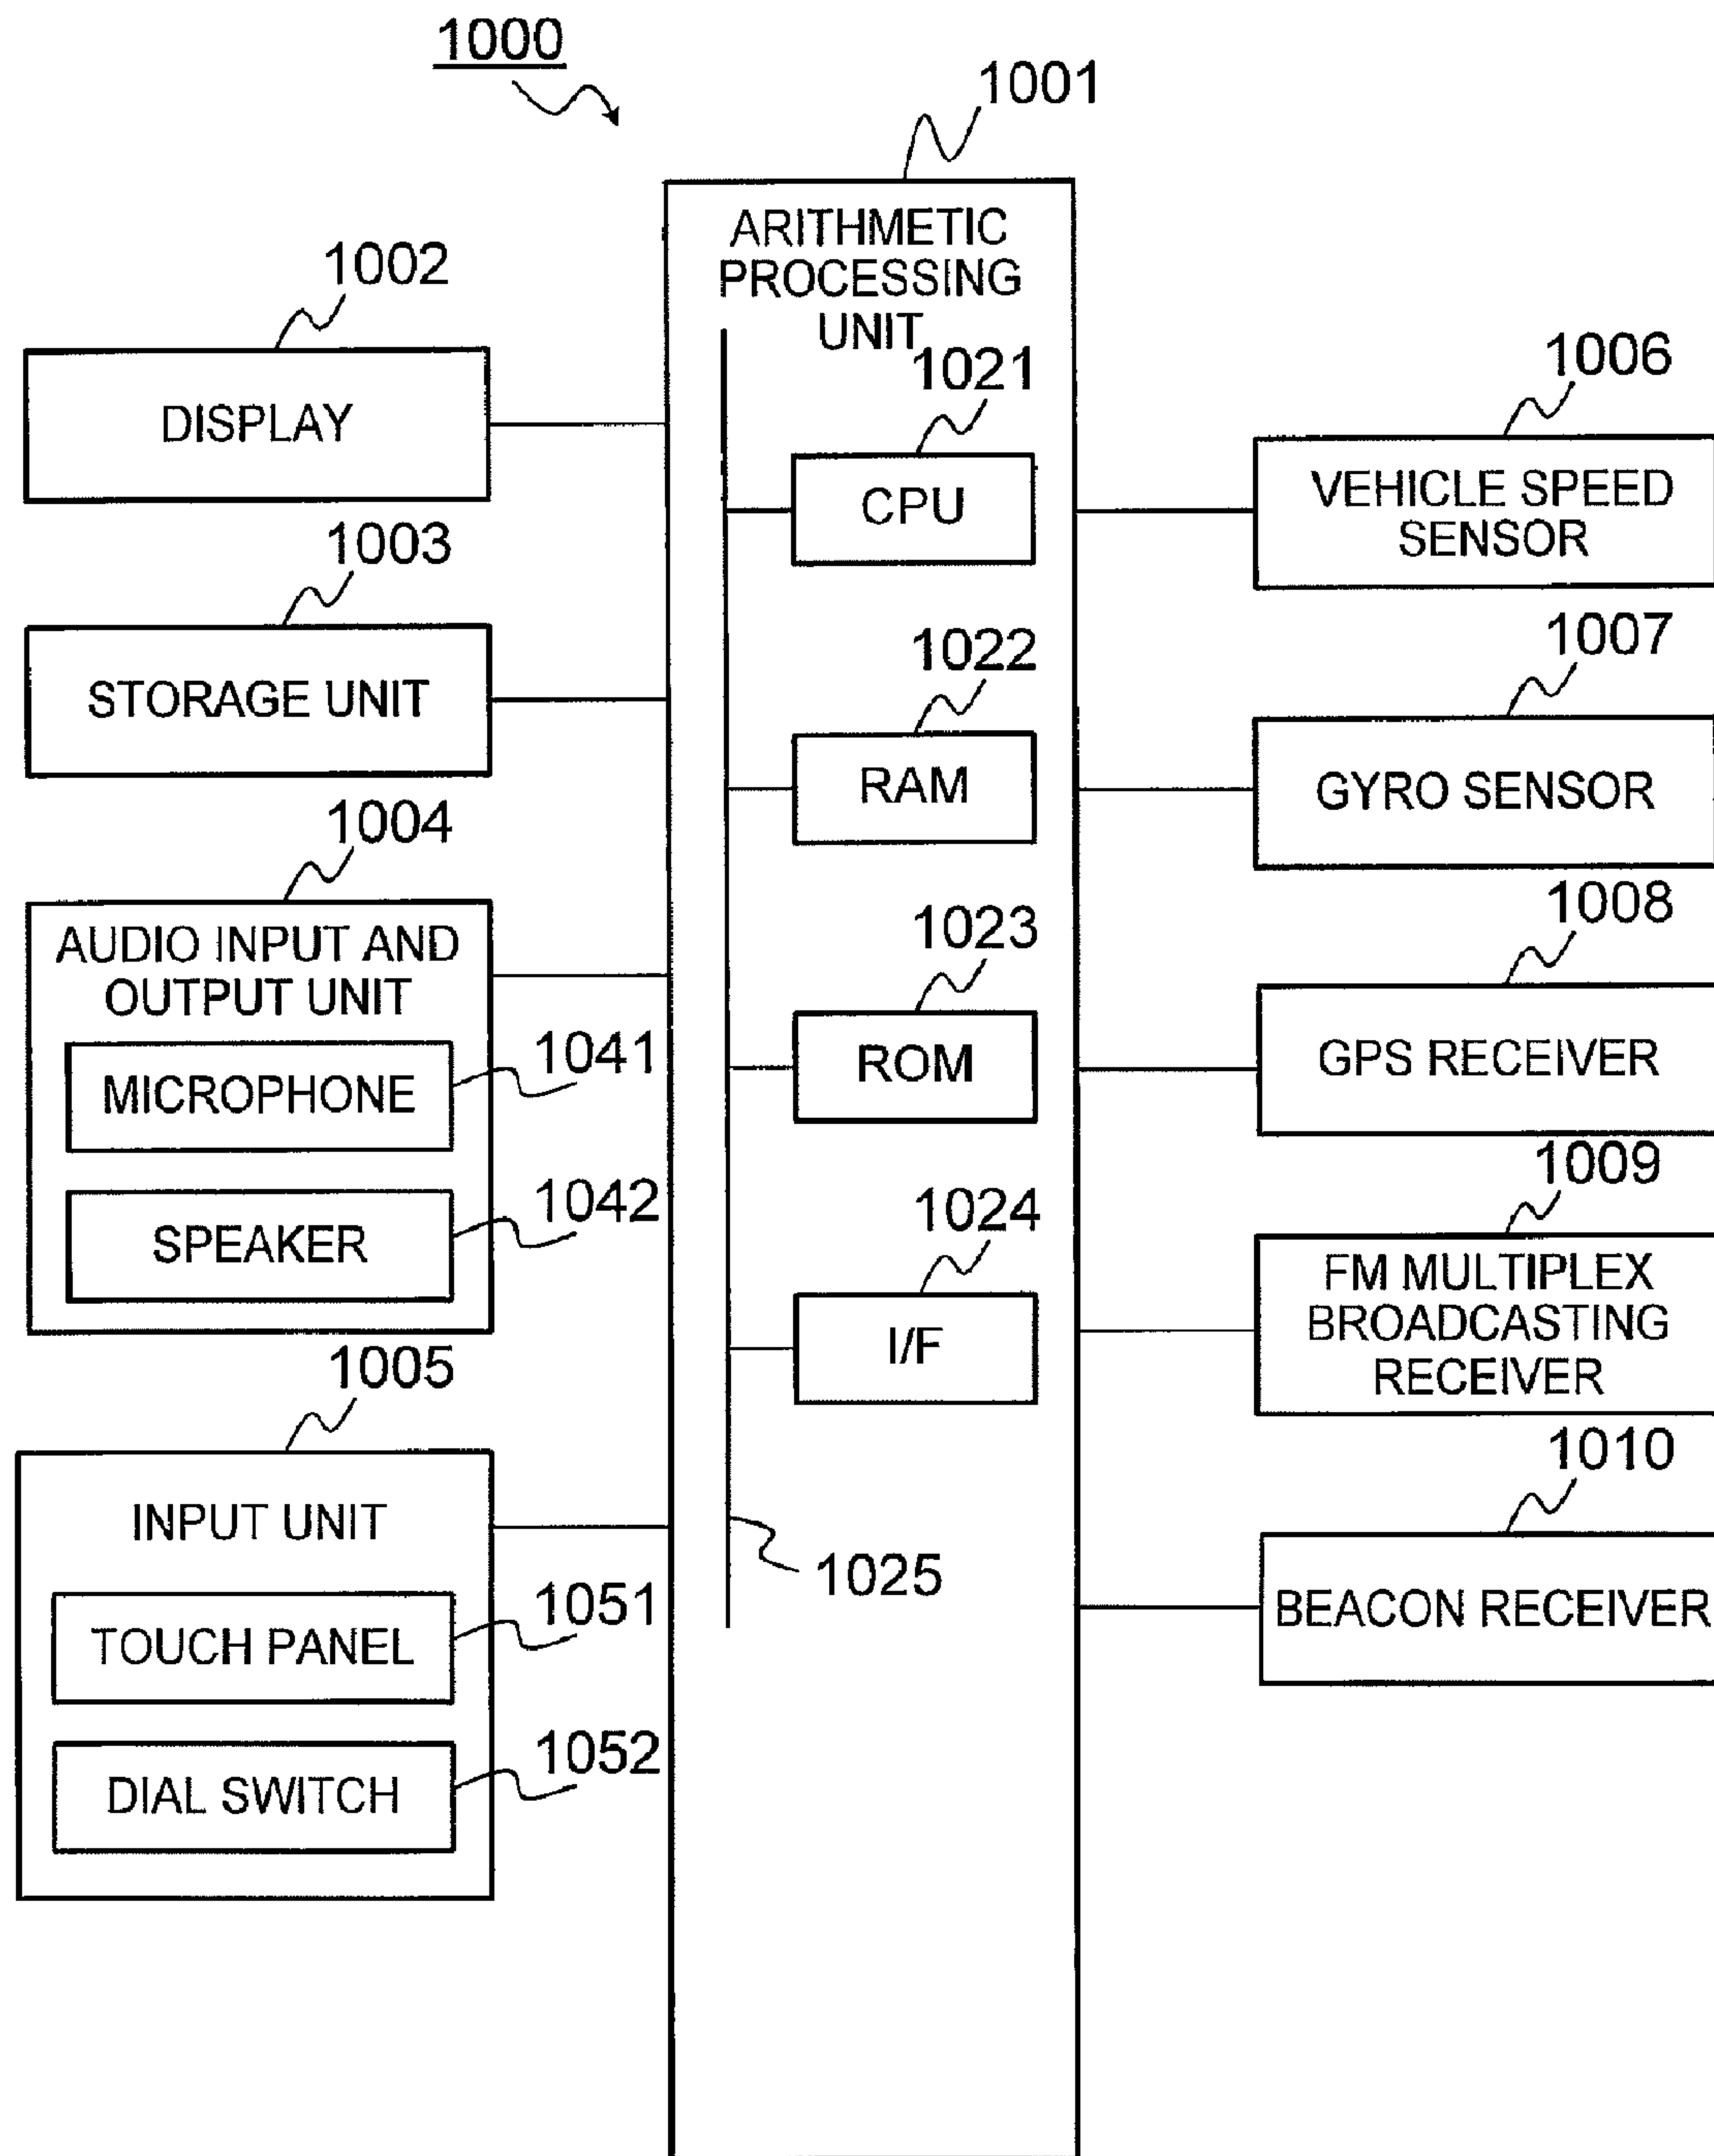 1000
1001
ARITHMETIC
PROCESSING
UNIT
1002
DISPLAY
1003
STORAGE UNIT
1004
AUDIO INPUT AND
OUTPUT UNIT
MICROPHONE
1041
SPEAKER
1042
1005
INPUT UNIT
TOUCH PANEL
1051
DIAL SWITCH
1052
1021
CPU
1022
RAM
1023
ROM
1024
I/F
1025
1006
VEHICLE SPEED
SENSOR
1007
GYRO SENSOR
1008
GPS RECEIVER
1009
FM MULTIPLEX
BROADCASTING
RECEIVER
1010
BEACON RECEIVER